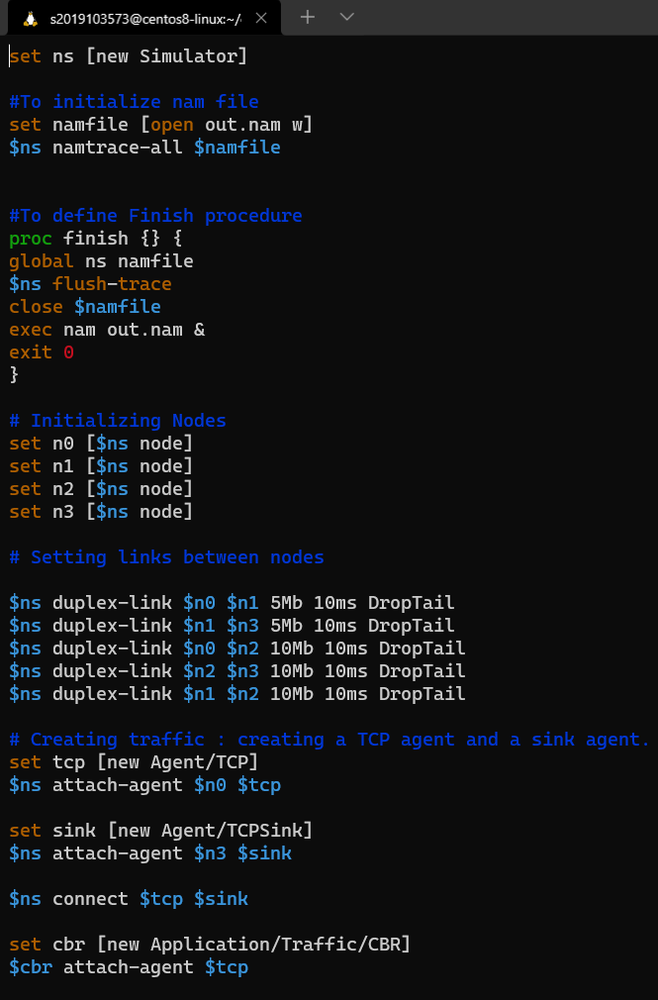 s2019103573@centos8-linux:~/
set ns [new Simulator]
#To initialize nam file
set namfile [open out.nam w]
$ns namtrace-all $namfile
#To define Finish procedure
proc finish {} {
global ns namfile
$ns flush-trace
close $namfile
exec nam out.nam &
exit 0
}
# Initializing Nodes
set n0 [$ns node]
set n1 [$ns node]
set n2 [$ns node]
set n3 [$ns node]
# Setting links between nodes
$ns duplex-link $n0 $n1 5Mb 10ms DropTail
$ns duplex-link $n1 $n3 5Mb 10ms DropTail
$ns duplex-link $n0 $n2 10Mb 10ms DropTail
$ns duplex-link $n2 $n3 10Mb 10ms DropTail
$ns duplex-link $n1 $n2 10Mb 10ms DropTail
# Creating traffic : creating a TCP agent and a sink agent.
set tcp [new Agent/TCP]
$ns attach-agent $n0 $tcp
set sink [new Agent/TCPSink]
$ns attach-agent $n3 $sink
$ns connect $tcp $sink
set cbr [new Application/Traffic/CBR]
$cbr attach-agent $tcp